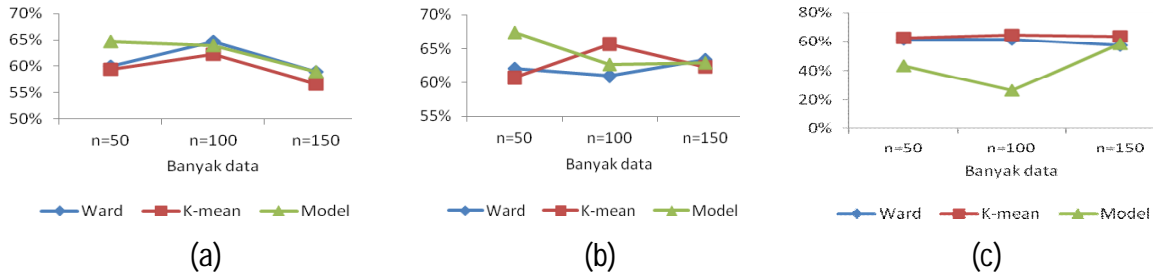 70%
65%
60%
55%
50%
n=50 n=100 n=150
Banyak data
Ward K-mean Model
(a)
70%
65%
60%
55%
n=50 n=100 n=150
Banyak data
Ward K-mean Model
(b)
80%
60%
40%
20%
0%
n=50 n=100 n=150
Banyak data
Ward K-mean Model
(c)